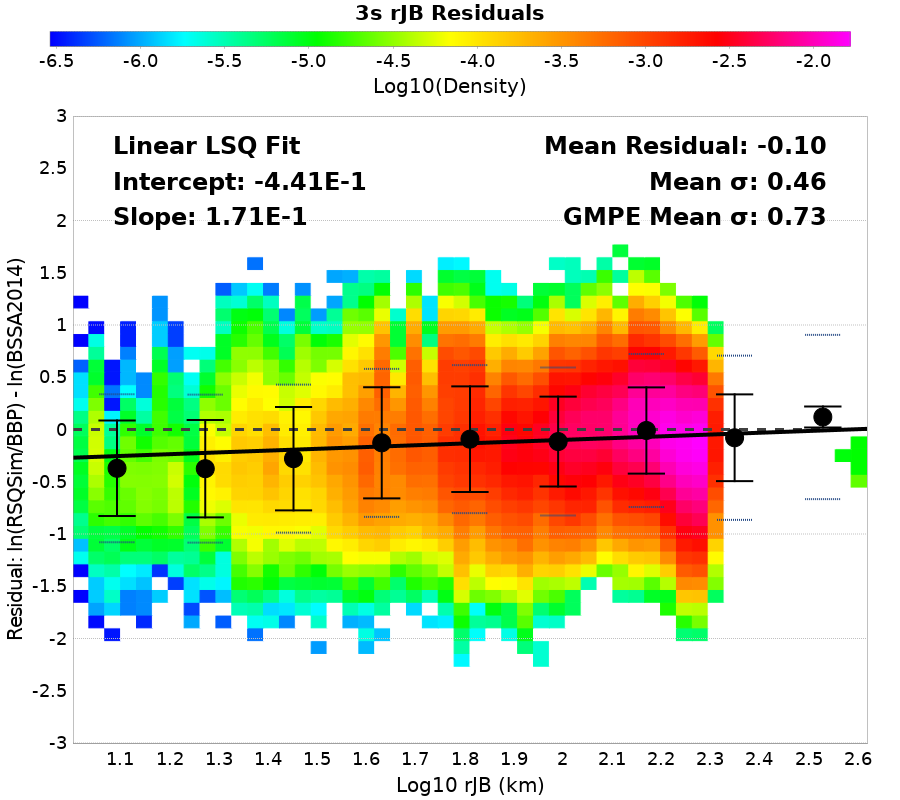 3s rJB Residuals
-6.5 -6.0 -5.5 -5.0 -4.5 -4.0 -3.5 -3.0 -2.5 -2.0
Log10(Density)
Linear LSQ Fit
Intercept: -4.41E-1
Slope: 1.71E-1
Mean Residual: -0.10
Mean σ: 0.46
GMPE Mean σ: 0.73
Residual: ln(RSQSim/BBP) - ln(BSSA2014)
3
2.5
2
1.5
1
0.5
0
-0.5
-1
-1.5
-2
-2.5
-3
1.1 1.2 1.3 1.4 1.5 1.6 1.7 1.8 1.9 2 2.1 2.2 2.3 2.4 2.5 2.6
Log10 rJB (km)